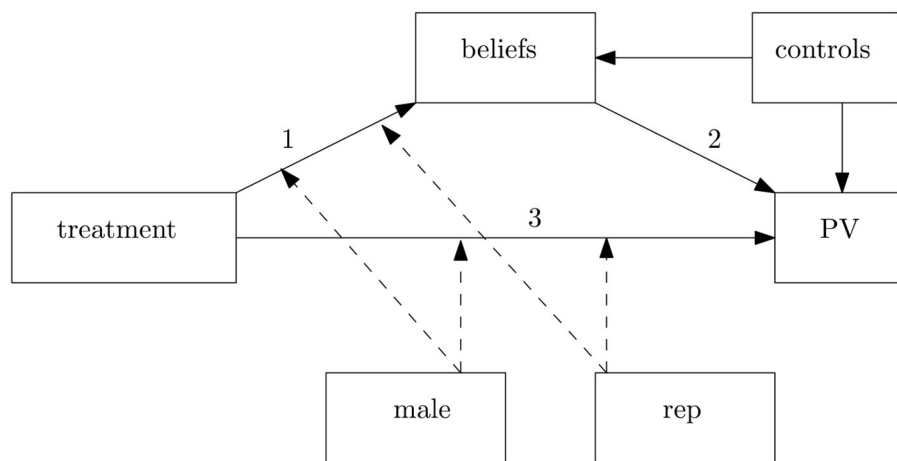 beliefs
controls
1
2
treatment
3
PV
male
rep